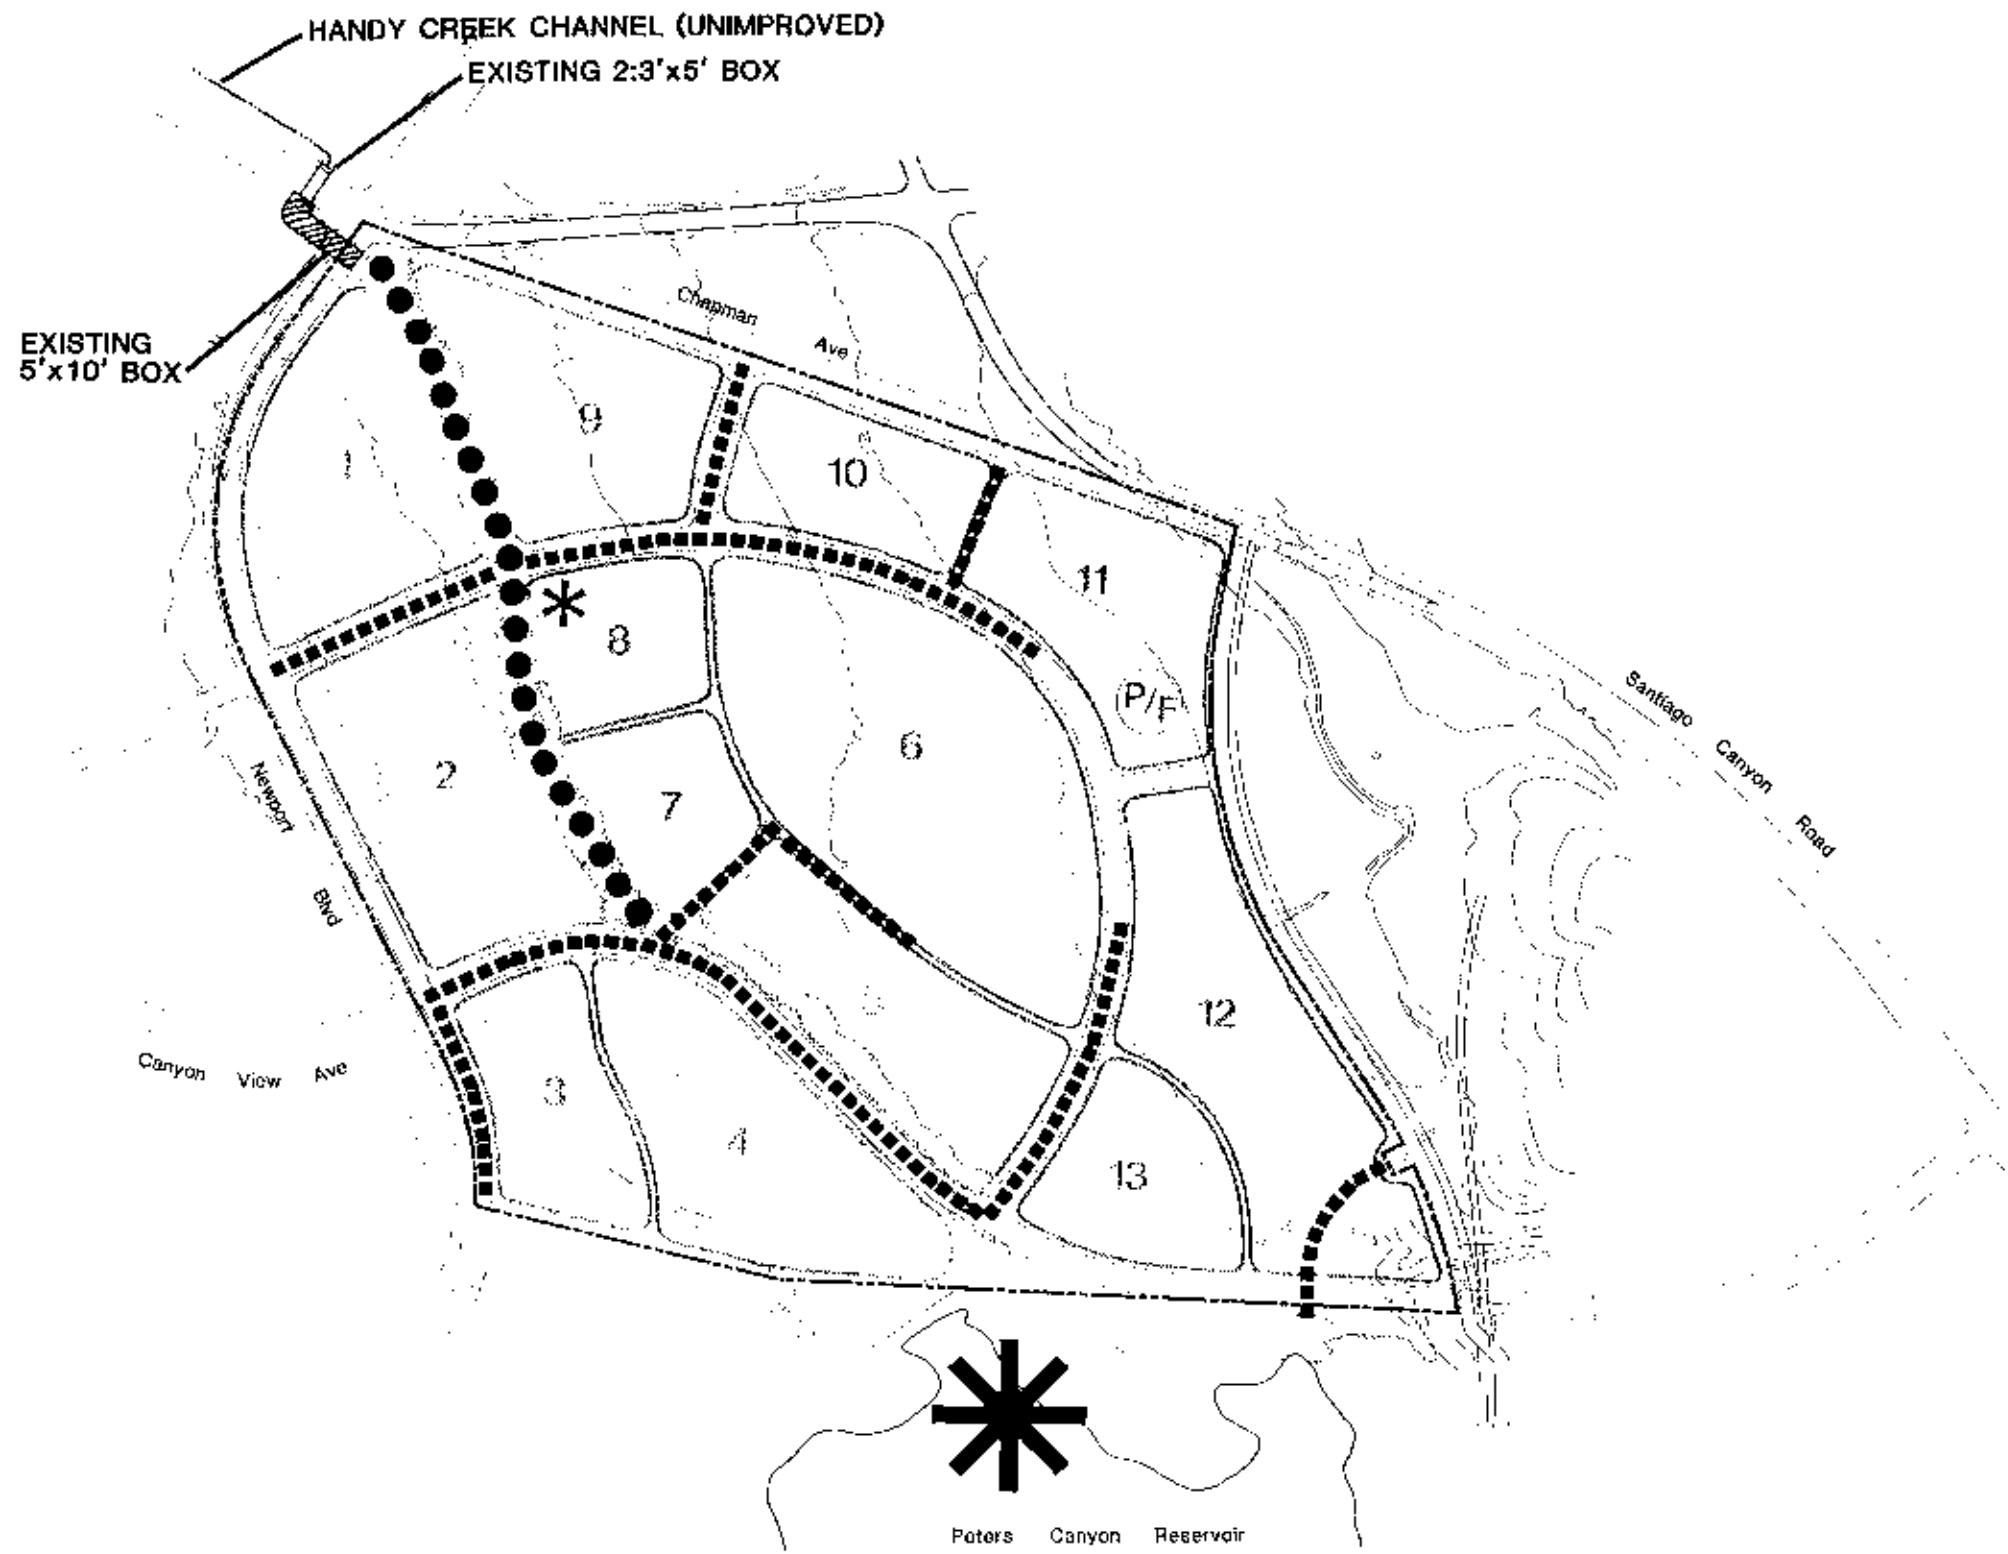 HANDY CREEK CHANNEL (UNIMPROVED)
EXISTING 2:3'x5' BOX
EXISTING
5'x10' BOX
Chapman
Ave
9
1
10
11
8
P/F
Santiago
Canyon
Road
6
2
7
Newport
Blvd
5
12
Canyon View Ave
3
4
13
Peters Canyon Reservoir